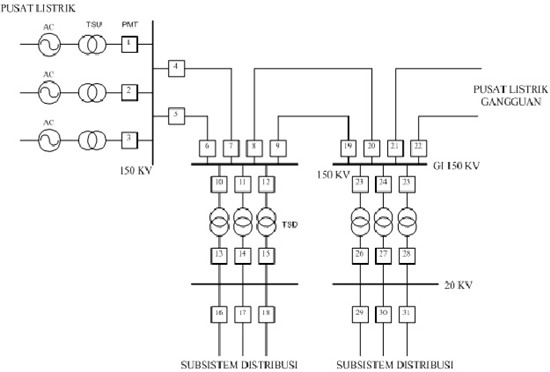 PUSAT LISTRIK
AC TSU PMT
1
4
AC
2
PUSAT LISTRIK
GANGGUAN
5
AC
3
6 7 8 9 19 20 21 22
150 KV
150 KV
GI 150 KV
10 11 12 23 24 25
TSD
13 14 15 26 27 28
20 KV
16 17 18 29 30 31
SUBSISTEM DISTRIBUSI SUBSISTEM DISTRIBUSI